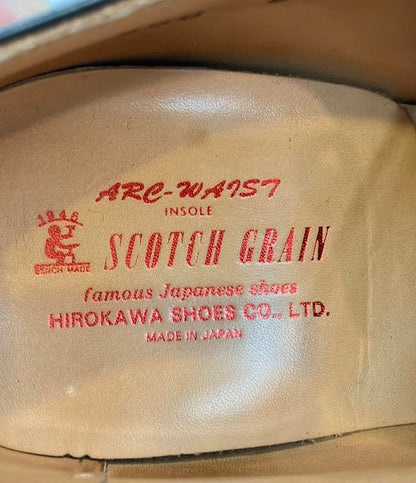 ARC-WAIST
INSOLE
1946
SCOTCH GRAIN
BENCH MADE
famous Japanese shoes
HIROKAWA SHOES CO., LTD.
MADE IN JAPAN